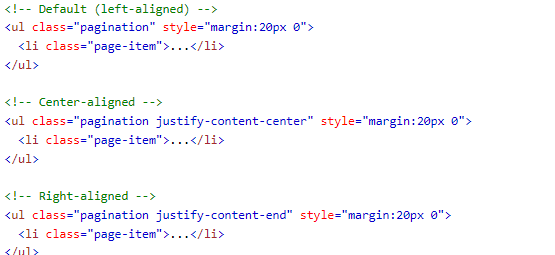 <!-- Default (left-aligned) -->
<ul class="pagination" style="margin:20px 0">
  <li class="page-item">...</li>
</ul>

<!-- Center-aligned -->
<ul class="pagination justify-content-center" style="margin:20px 0">
  <li class="page-item">...</li>
</ul>

<!-- Right-aligned -->
<ul class="pagination justify-content-end" style="margin:20px 0">
  <li class="page-item">...</li>
</ul>